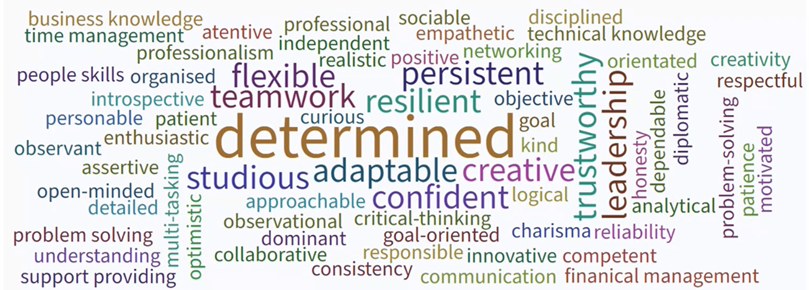 business knowledge
time management
atentive
professional
sociable
disciplined
professionalism
independent
empathetic
technical knowledge
realistic
positive
networking
orientated
creativity
people skills
organised
flexible
persistent
respectful
introspective
teamwork
resilient
objective
personable
patient
curious
goal
observant
enthusiastic
determined
kind
trustworthy
leadership
honesty
dependable
diplomatic
problem-solving
patience
motivated
assertive
studious
adaptable
creative
open-minded
multi-tasking
optimistic
approachable
confident
logical
detailed
analytical
observational
critical-thinking
problem solving
dominant
goal-oriented
charisma
reliability
understanding
collaborative
responsible
innovative
competent
support providing
consistency
communication
finanical management